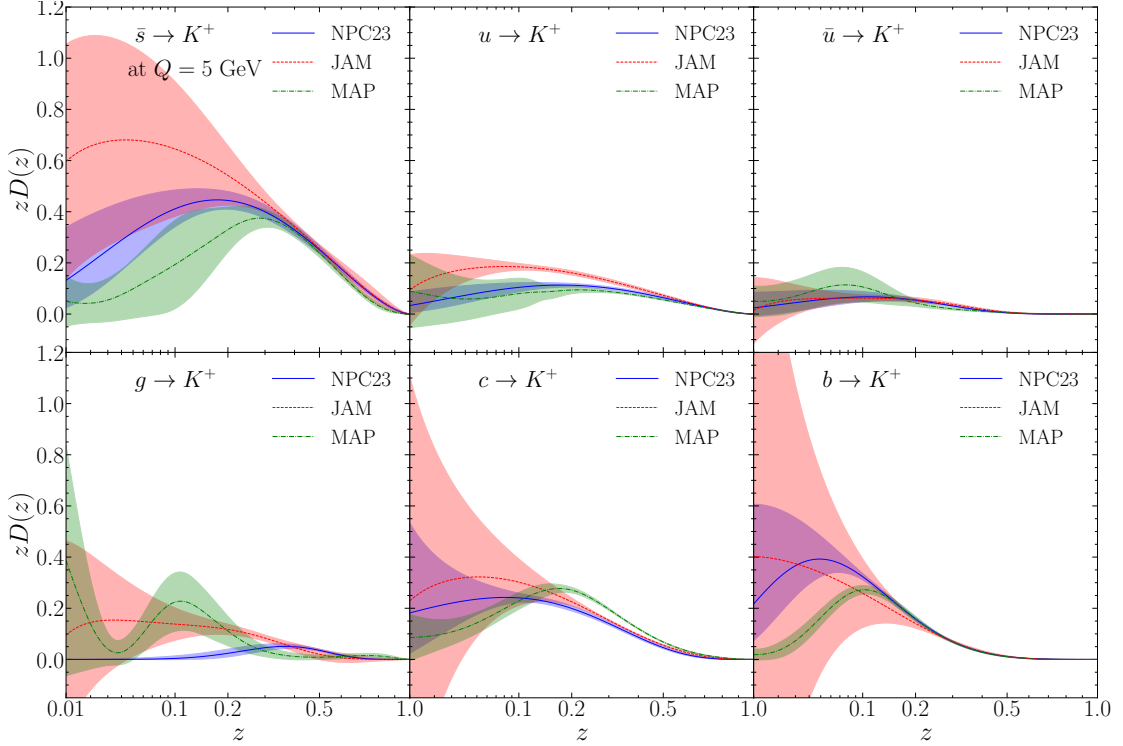 1.2
1.0
0.8
0.6
0.4
0.2
0.0
zD(z)
s̄ → K⁺
at Q = 5 GeV
NPC23
JAM
MAP
u → K⁺
NPC23
JAM
MAP
ū → K⁺
NPC23
JAM
MAP
1.2
1.0
0.8
0.6
0.4
0.2
0.0
zD(z)
g → K⁺
NPC23
JAM
MAP
c → K⁺
NPC23
JAM
MAP
b → K⁺
NPC23
JAM
MAP
0.01 0.1 0.2 0.5 1.0 0.1 0.2 0.5 1.0 0.1 0.2 0.5 1.0
z z z